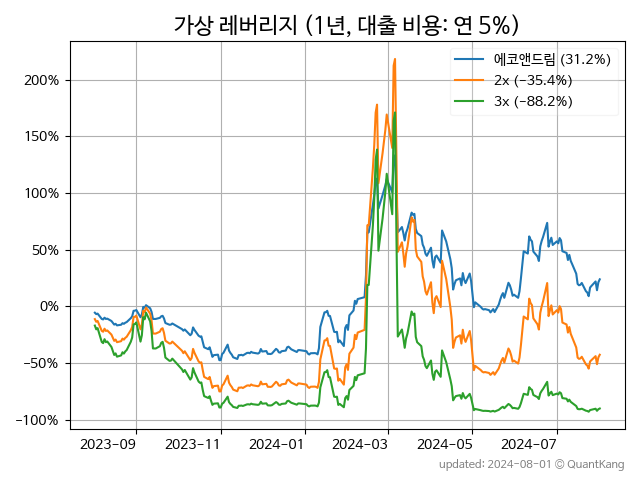 가상 레버리지 (1년, 대출 비용: 연 5%)
에코앤드림 (31.2%)
2x (−35.4%)
3x (−88.2%)
200%
150%
100%
50%
0%
−50%
−100%
2023-09 2023-11 2024-01 2024-03 2024-05 2024-07
updated: 2024-08-01 © QuantKang